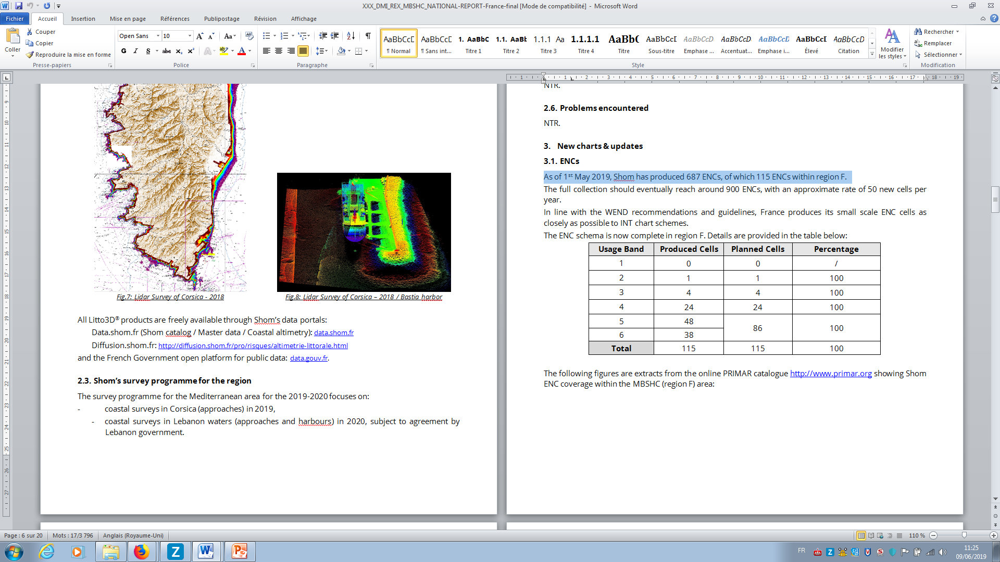 XXX_DMI_REX_MBSHC_NATIONAL-REPORT-France-final [Mode de compatibilité] - Microsoft Word
Fichier Accueil Insertion Mise en page Références Publipostage Révision Affichage
Coller
Couper
Copier
Reproduire la mise en forme
Presse-papiers
Open Sans 10
G I S abc x₂ x²
Police
Paragraphe
AaBbCcI AaBbCcI 1. AaBbC 1.1. AaBb 1.1.1 Aa 1.1.1.1 AaBb( AaBbCcI AaBbCcD AaBbCcD AaBbCcD AaBbCcI AaBbCcD
¶ Normal ¶ Sans int... Titre 1 Titre 2 Titre 3 Titre 4 Titre Sous-titre Emphase ... Accentuat... Emphase i... Élevé Citation
Style
Modifier les styles
Rechercher
Remplacer
Sélectionner
Modification
Fig.7: Lidar Survey of Corsica - 2018
Fig.8: Lidar Survey of Corsica – 2018 / Bastia harbor
All Litto3D® products are freely available through Shom's data portals:
Data.shom.fr (Shom catalog / Master data / Coastal altimetry): data.shom.fr
Diffusion.shom.fr: http://diffusion.shom.fr/pro/risques/altimetrie-littorale.html
and the French Government open platform for public data: data.gouv.fr.
2.3. Shom's survey programme for the region
The survey programme for the Mediterranean area for the 2019-2020 focuses on:
- coastal surveys in Corsica (approaches) in 2019,
- coastal surveys in Lebanon waters (approaches and harbours) in 2020, subject to agreement by
Lebanon government.
NTR.
2.6. Problems encountered
NTR.
3. New charts & updates
3.1. ENCs
As of 1st May 2019, Shom has produced 687 ENCs, of which 115 ENCs within region F.
The full collection should eventually reach around 900 ENCs, with an approximate rate of 50 new cells per
year.
In line with the WEND recommendations and guidelines, France produces its small scale ENC cells as
closely as possible to INT chart schemes.
The ENC schema is now complete in region F. Details are provided in the table below:
Usage Band Produced Cells Planned Cells Percentage
1 0 0 /
2 1 1 100
3 4 4 100
4 24 24 100
5 48 86 100
6 38
Total 115 115 100
The following figures are extracts from the online PRIMAR catalogue http://www.primar.org showing Shom
ENC coverage within the MBSHC (region F) area:
Page : 6 sur 20 Mots : 17/3 796 Anglais (Royaume-Uni)
110 %
FR
11:25
09/06/2019